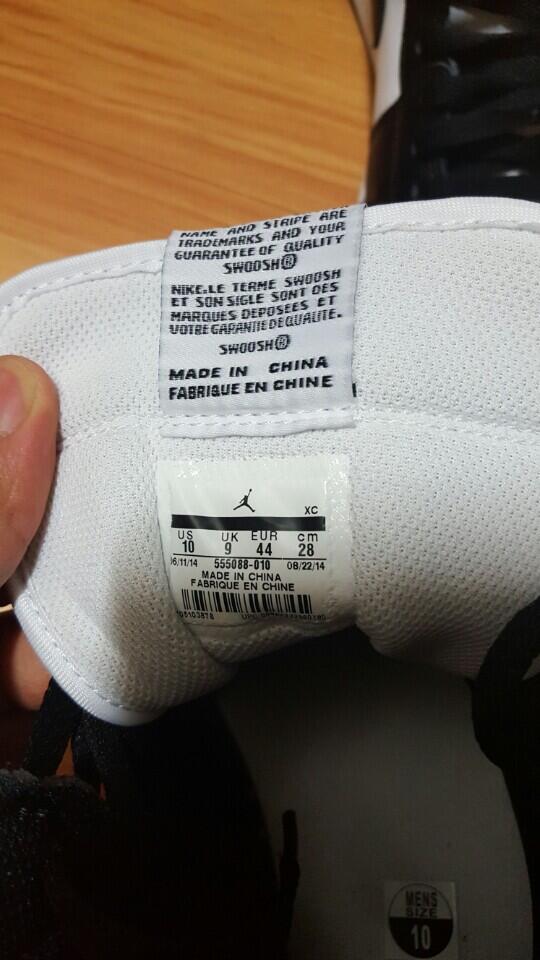 NAME AND STRIPE ARE
TRADEMARKS AND YOUR
GUARANTEE OF QUALITY
SWOOSH®
NIKE.LE TERME SWOOSH
ET SON SIGLE SONT DES
MARQUES DEPOSEES ET
VOTRE GARANTIE DE QUALITE.
SWOOSH®
MADE IN CHINA
FABRIQUE EN CHINE
XC
US UK EUR cm
10 9 44 28
06/11/14 555088-010 08/22/14
MADE IN CHINA
FABRIQUE EN CHINE
UPC
MENS
SIZE
10